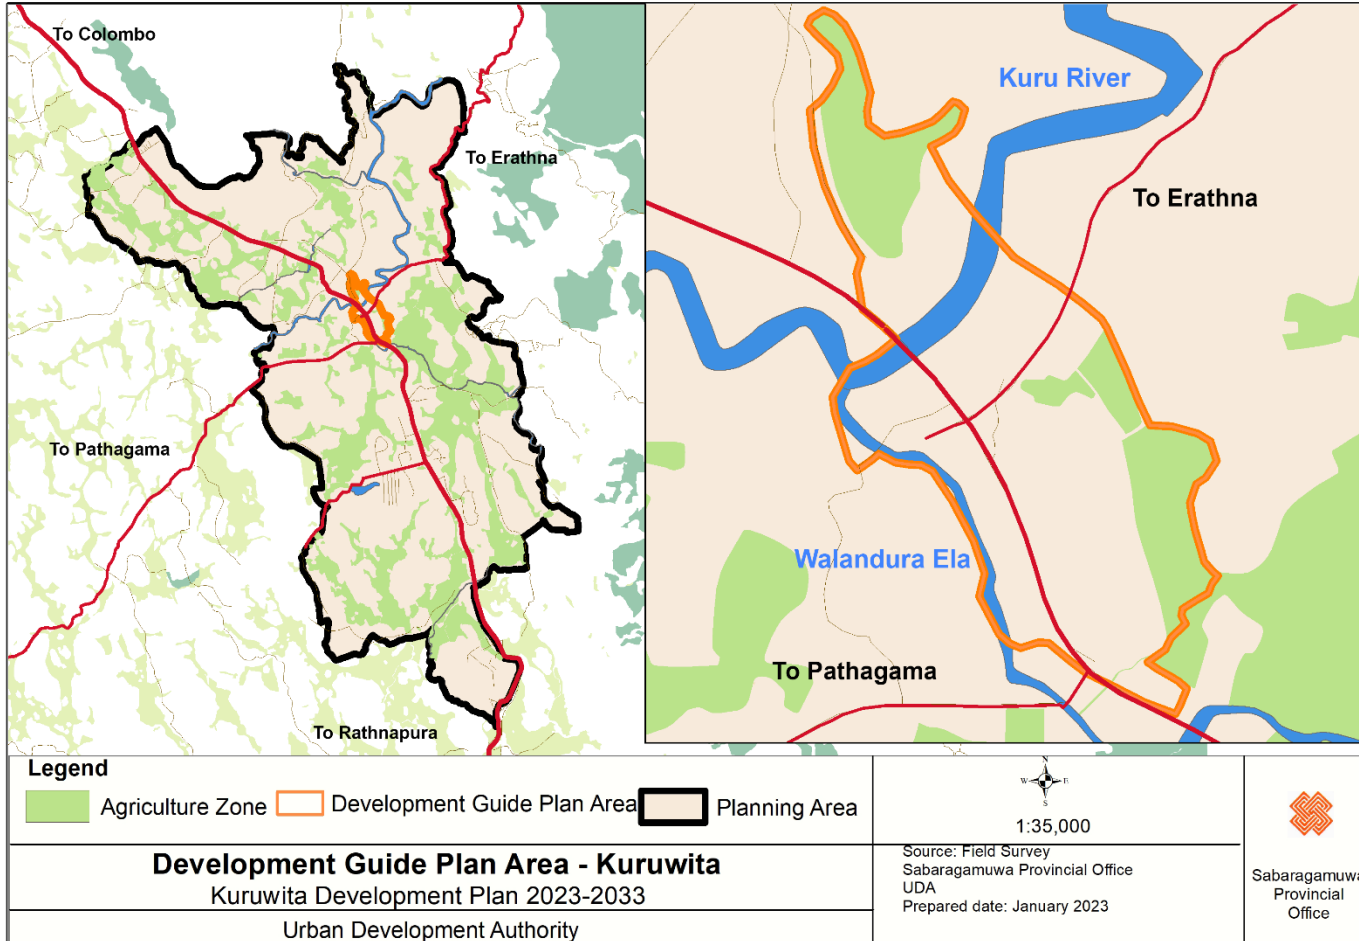 To Colombo
To Erathna
To Pathagama
To Rathnapura
Kuru River
To Erathna
Walandura Ela
To Pathagama
Legend
Agriculture Zone
Development Guide Plan Area
Planning Area
Development Guide Plan Area - Kuruwita
Kuruwita Development Plan 2023-2033
Urban Development Authority
N
W E
S
1:35,000
Source: Field Survey
Sabaragamuwa Provincial Office
UDA
Prepared date: January 2023
Sabaragamuwa
Provincial
Office